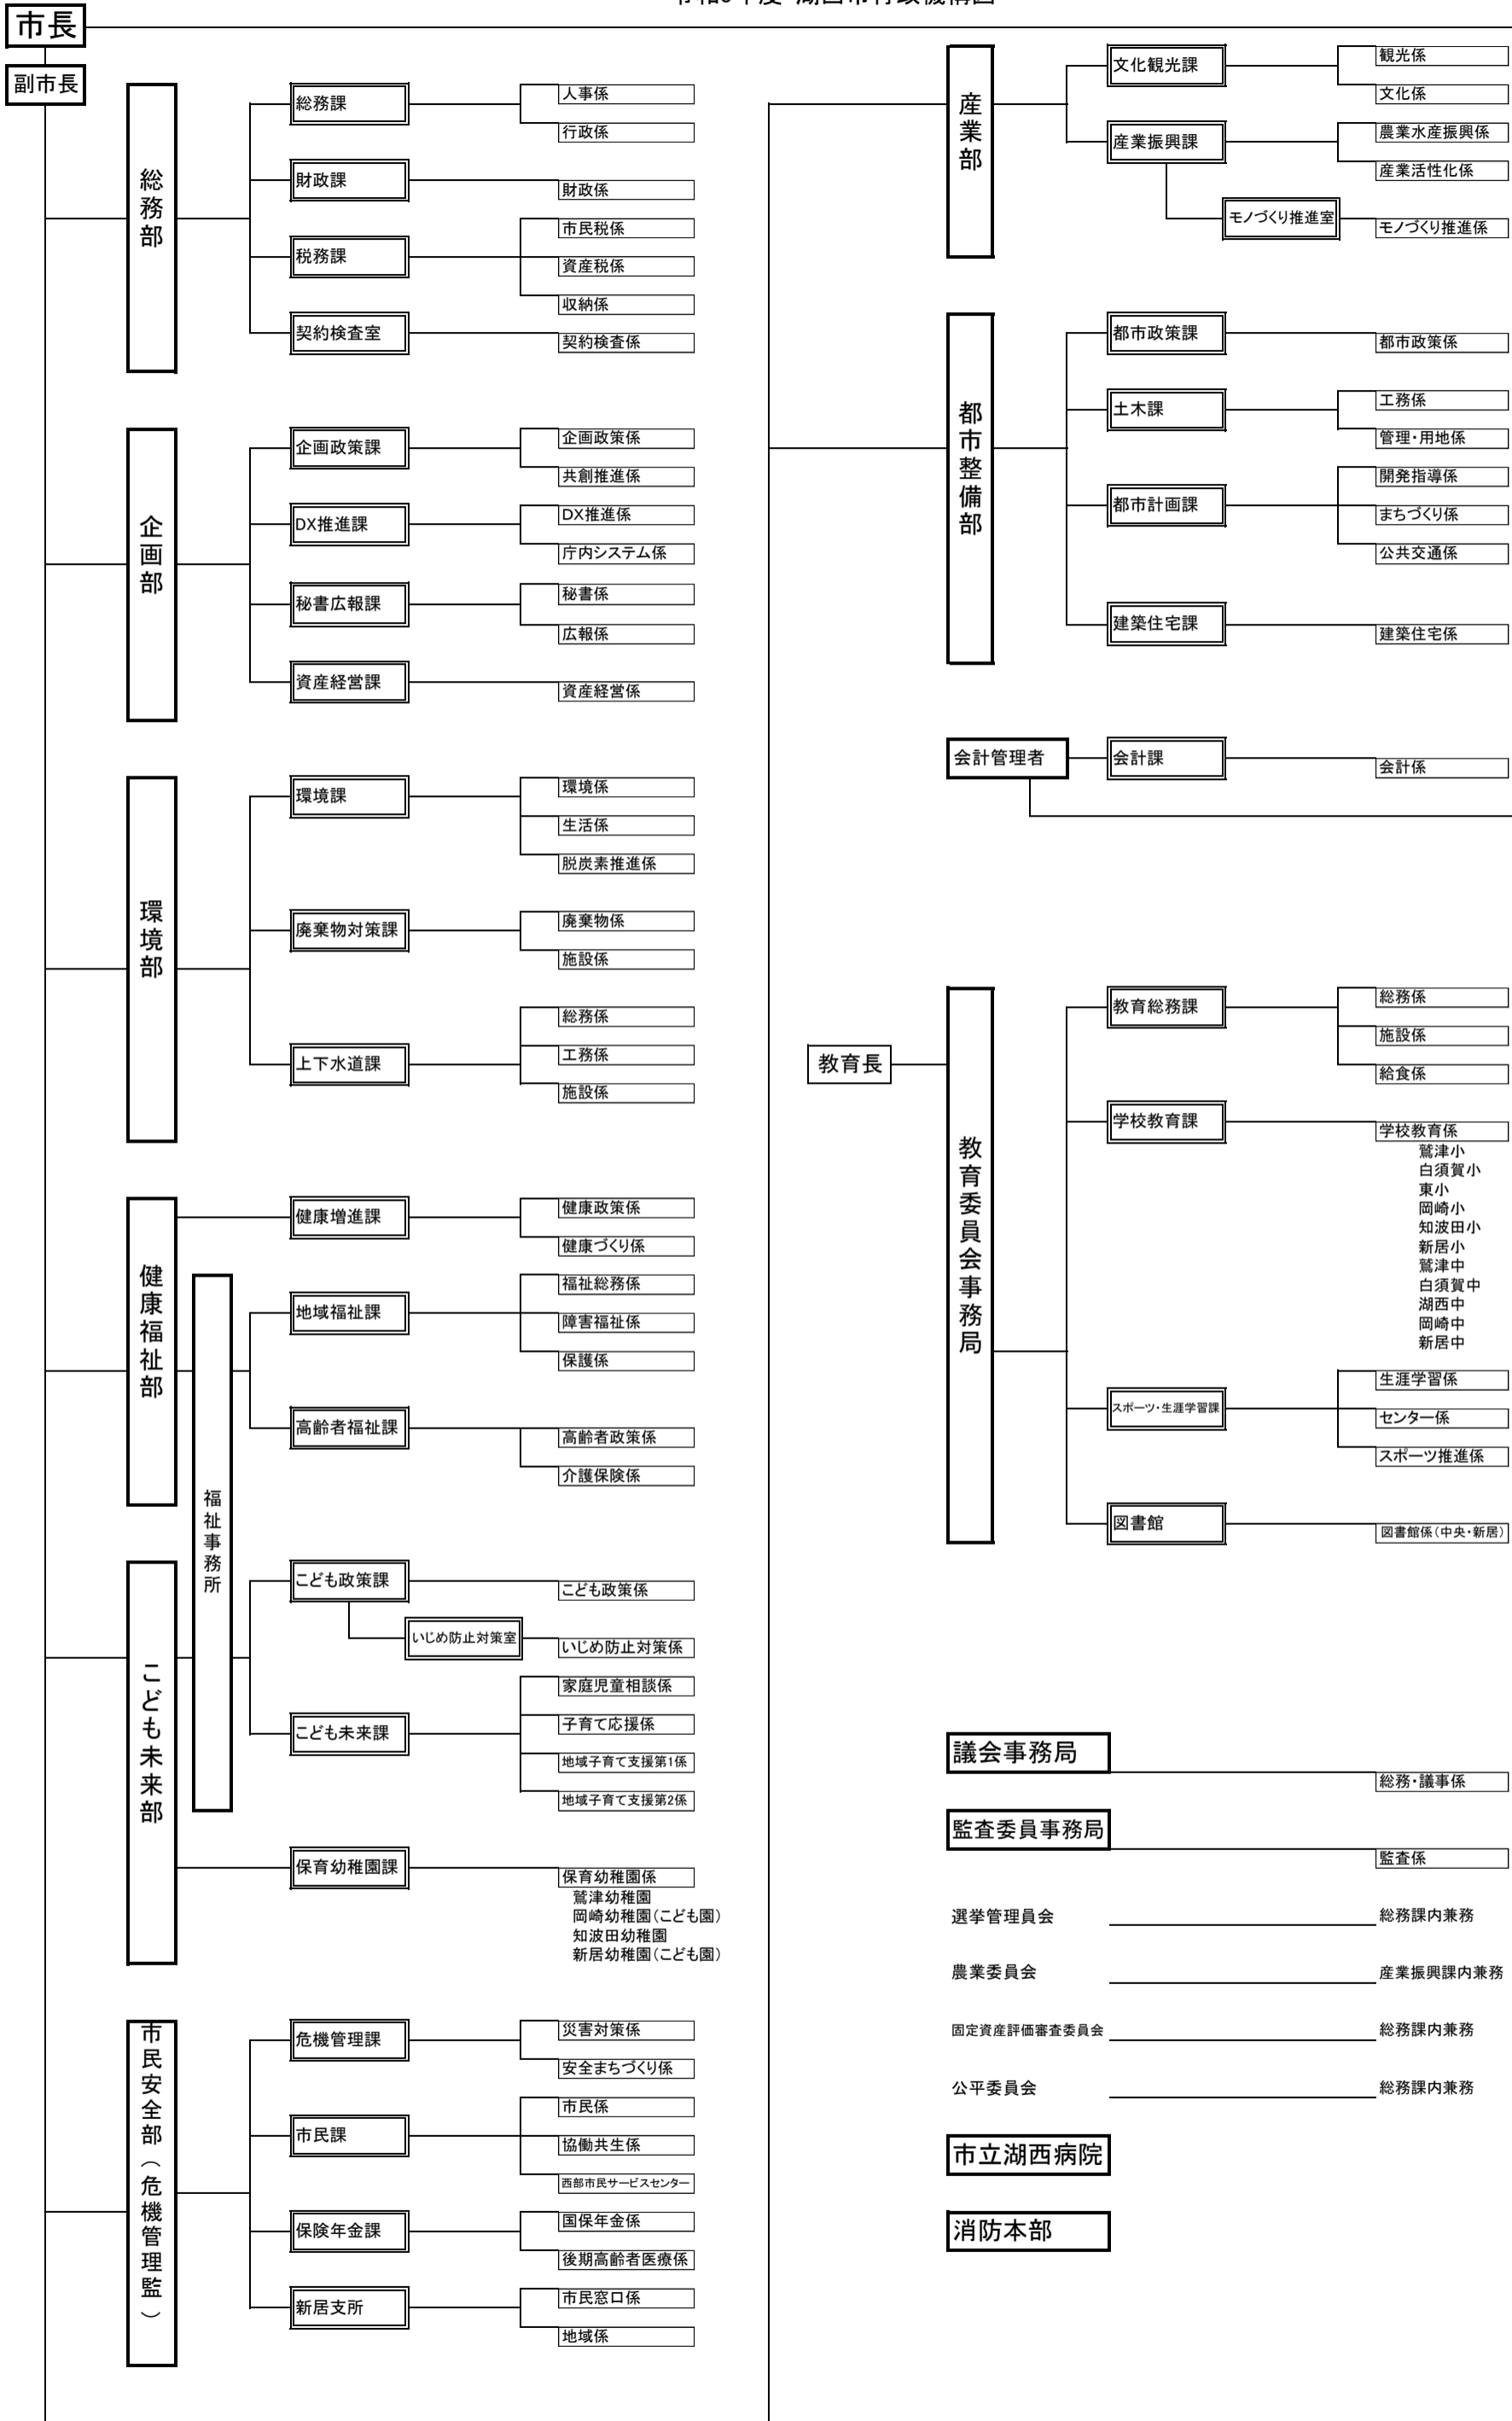 市長
副市長
総務部
総務課
人事係
行政係
財政課
財政係
税務課
市民税係
資産税係
収納係
契約検査室
契約検査係
企画部
企画政策課
企画政策係
共創推進係
DX推進課
DX推進係
庁内システム係
秘書広報課
秘書係
広報係
資産経営課
資産経営係
環境部
環境課
環境係
生活係
脱炭素推進係
廃棄物対策課
廃棄物係
施設係
上下水道課
総務係
工務係
施設係
健康福祉部
健康増進課
健康政策係
健康づくり係
福祉事務所
地域福祉課
福祉総務係
障害福祉係
保護係
高齢者福祉課
高齢者政策係
介護保険係
こども未来部
こども政策課
こども政策係
いじめ防止対策室
いじめ防止対策係
こども未来課
家庭児童相談係
子育て応援係
地域子育て支援第1係
地域子育て支援第2係
保育幼稚園課
保育幼稚園係
鷲津幼稚園
岡崎幼稚園(こども園)
知波田幼稚園
新居幼稚園(こども園)
市民安全部(危機管理監)
危機管理課
災害対策係
安全まちづくり係
市民課
市民係
協働共生係
西部市民サービスセンター
保険年金課
国保年金係
後期高齢者医療係
新居支所
市民窓口係
地域係
産業部
文化観光課
観光係
文化係
産業振興課
農業水産振興係
産業活性化係
モノづくり推進室
モノづくり推進係
都市整備部
都市政策課
都市政策係
土木課
工務係
管理・用地係
都市計画課
開発指導係
まちづくり係
公共交通係
建築住宅課
建築住宅係
会計管理者
会計課
会計係
教育長
教育委員会事務局
教育総務課
総務係
施設係
給食係
学校教育課
学校教育係
鷲津小
白須賀小
東小
岡崎小
知波田小
新居小
鷲津中
白須賀中
湖西中
岡崎中
新居中
スポーツ・生涯学習課
生涯学習係
センター係
スポーツ推進係
図書館
図書館係(中央・新居)
議会事務局
総務・議事係
監査委員事務局
監査係
選挙管理員会
総務課内兼務
農業委員会
産業振興課内兼務
固定資産評価審査委員会
総務課内兼務
公平委員会
総務課内兼務
市立湖西病院
消防本部